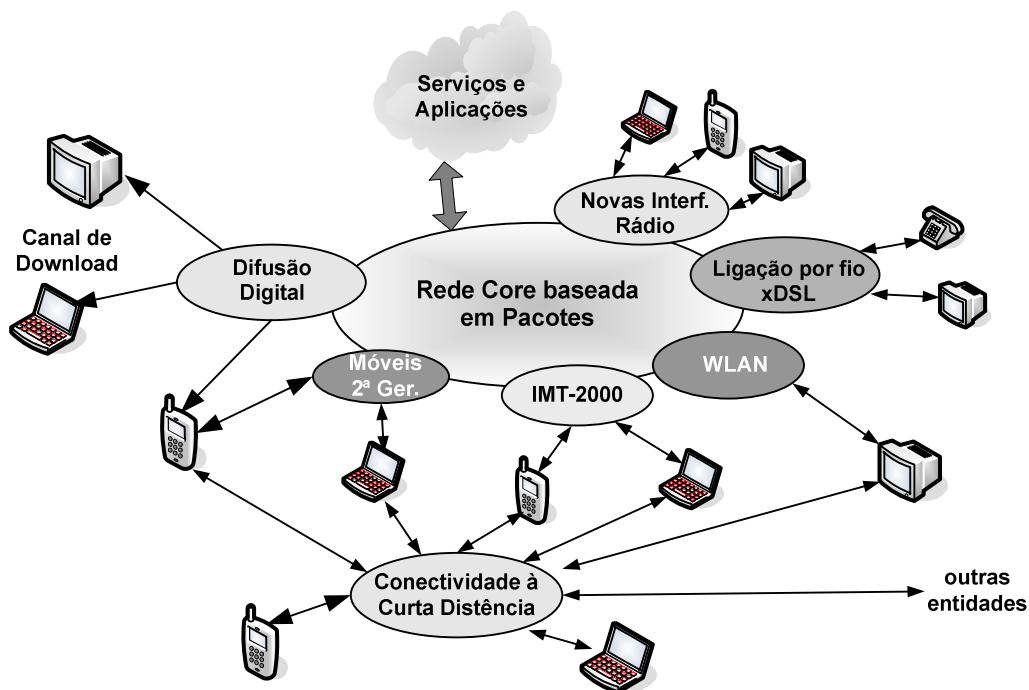 Serviços e
Aplicações
Novas Interf.
Rádio
Canal de
Download
Difusão
Digital
Rede Core baseada
em Pacotes
Ligação por fio
xDSL
Móveis
2ª Ger.
IMT-2000
WLAN
Conectividade à
Curta Distência
outras
entidades